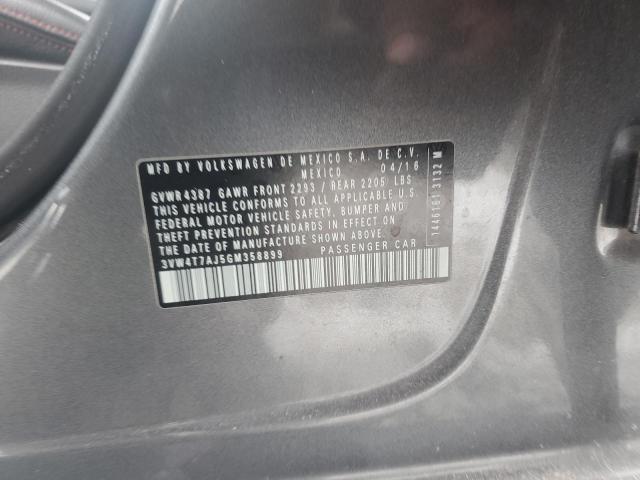 MFD BY VOLKSWAGEN DE MEXICO S.A. DE C.V.
MEXICO 04/16
GVWR4387 GAWR FRONT 2293 / REAR 2205 LBS
THIS VEHICLE CONFORMS TO ALL APPLICABLE U.S.
FEDERAL MOTOR VEHICLE SAFETY, BUMPER AND
THEFT PREVENTION STANDARDS IN EFFECT ON
THE DATE OF MANUFACTURE SHOWN ABOVE.
3VW4T7AJ5GM358899 PASSENGER CAR
14461613132 M